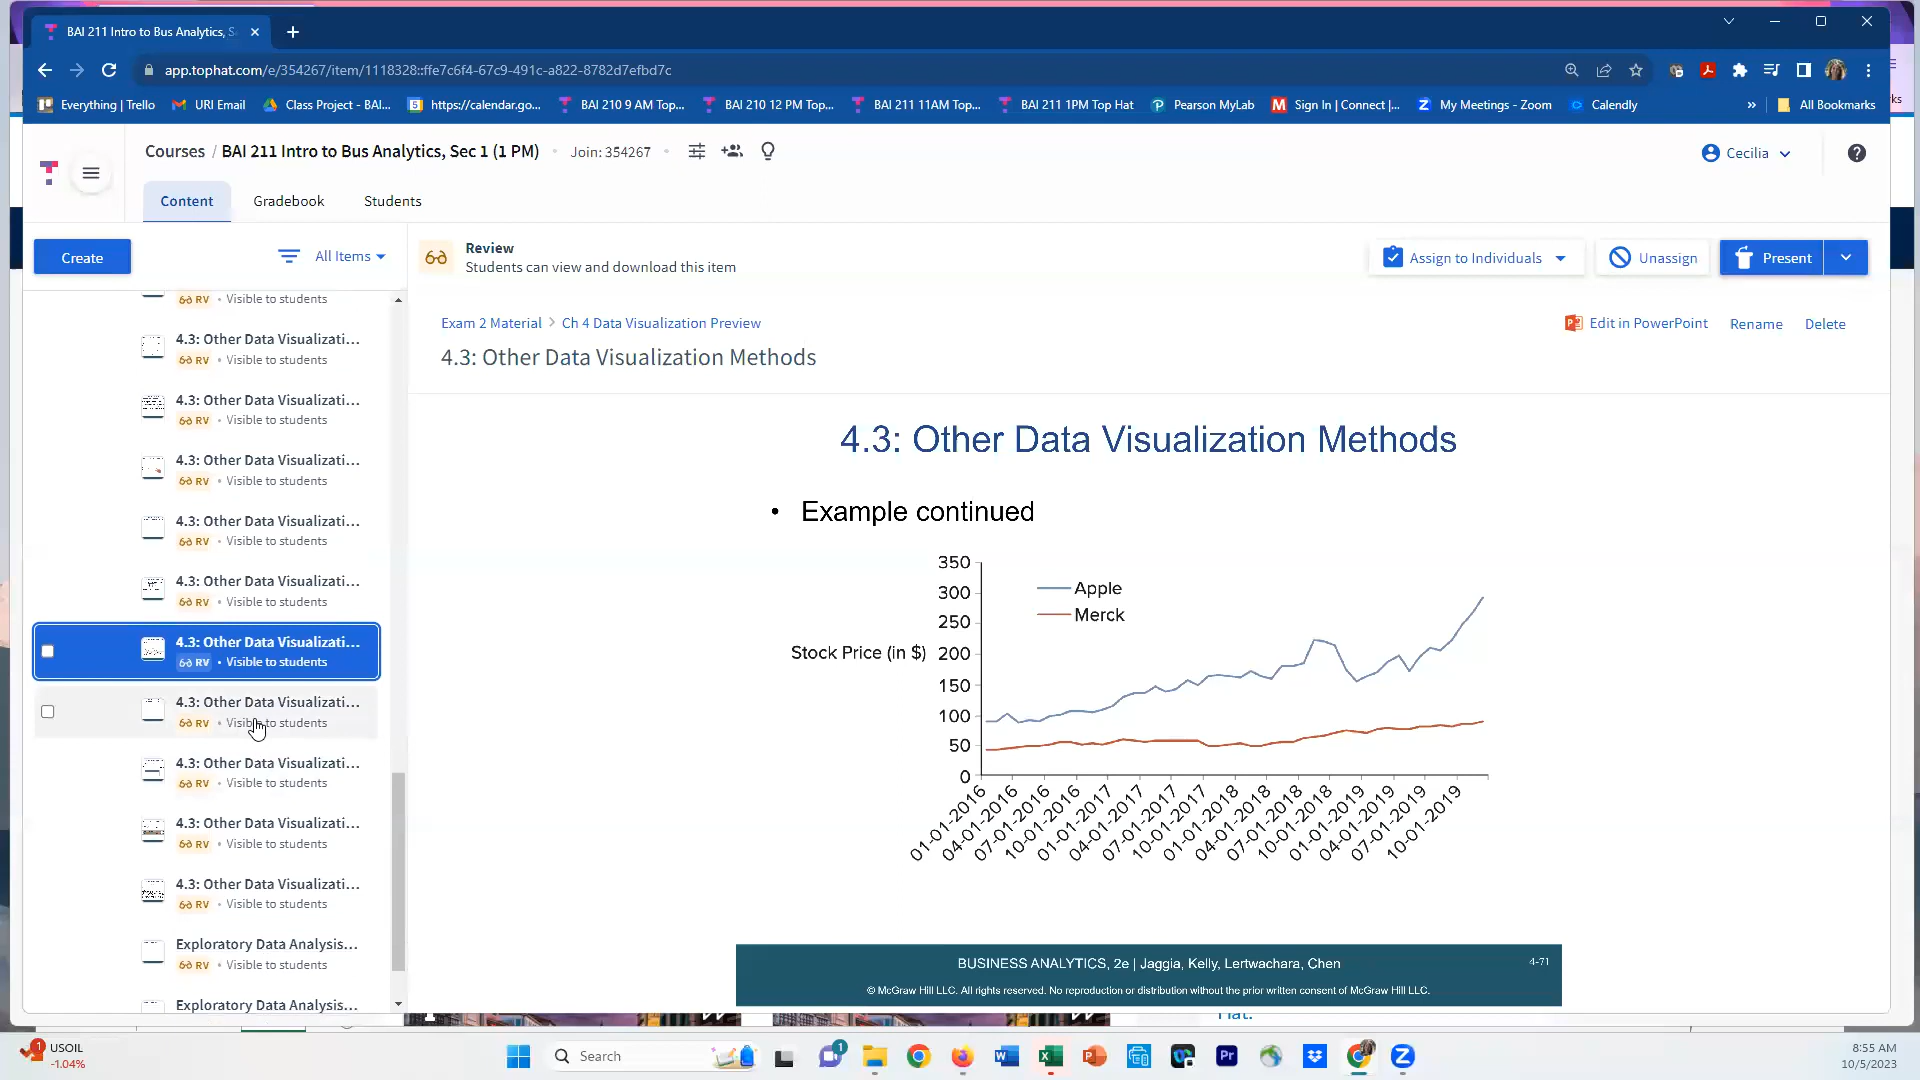 BAI 211 Intro to Bus Analytics, S
app.tophat.com/e/354267/item/1118328::ffe7c6f4-67c9-491c-a822-8782d7efbd7c
Everything | Trello
URI Email
Class Project - BAI...
https://calendar.go...
BAI 210 9 AM Top...
BAI 210 12 PM Top...
BAI 211 11AM Top...
BAI 211 1PM Top Hat
Pearson MyLab
Sign In | Connect |...
My Meetings - Zoom
Calendly
»
All Bookmarks
Courses / BAI 211 Intro to Bus Analytics, Sec 1 (1 PM)
Join: 354267
Cecilia
Content
Gradebook
Students
Create
All Items
Review
Students can view and download this item
Assign to Individuals
Unassign
Present
RV • Visible to students
4.3: Other Data Visualizati...
RV • Visible to students
4.3: Other Data Visualizati...
RV • Visible to students
4.3: Other Data Visualizati...
RV • Visible to students
4.3: Other Data Visualizati...
RV • Visible to students
4.3: Other Data Visualizati...
RV • Visible to students
4.3: Other Data Visualizati...
RV • Visible to students
4.3: Other Data Visualizati...
RV • Visible to students
4.3: Other Data Visualizati...
RV • Visible to students
4.3: Other Data Visualizati...
RV • Visible to students
4.3: Other Data Visualizati...
RV • Visible to students
Exploratory Data Analysis...
RV • Visible to students
Exploratory Data Analysis...
Exam 2 Material > Ch 4 Data Visualization Preview
Edit in PowerPoint
Rename
Delete
4.3: Other Data Visualization Methods
4.3: Other Data Visualization Methods
• Example continued
350
300
250
200
150
100
50
0
Apple
Merck
Stock Price (in $)
01-01-2016
04-01-2016
07-01-2016
10-01-2016
01-01-2017
04-01-2017
07-01-2017
10-01-2017
01-01-2018
04-01-2018
07-01-2018
10-01-2018
01-01-2019
04-01-2019
07-01-2019
10-01-2019
BUSINESS ANALYTICS, 2e | Jaggia, Kelly, Lertwachara, Chen
4-71
© McGraw Hill LLC. All rights reserved. No reproduction or distribution without the prior written consent of McGraw Hill LLC.
Hat.
1
USOIL
-1.04%
Search
1
8:55 AM
10/5/2023